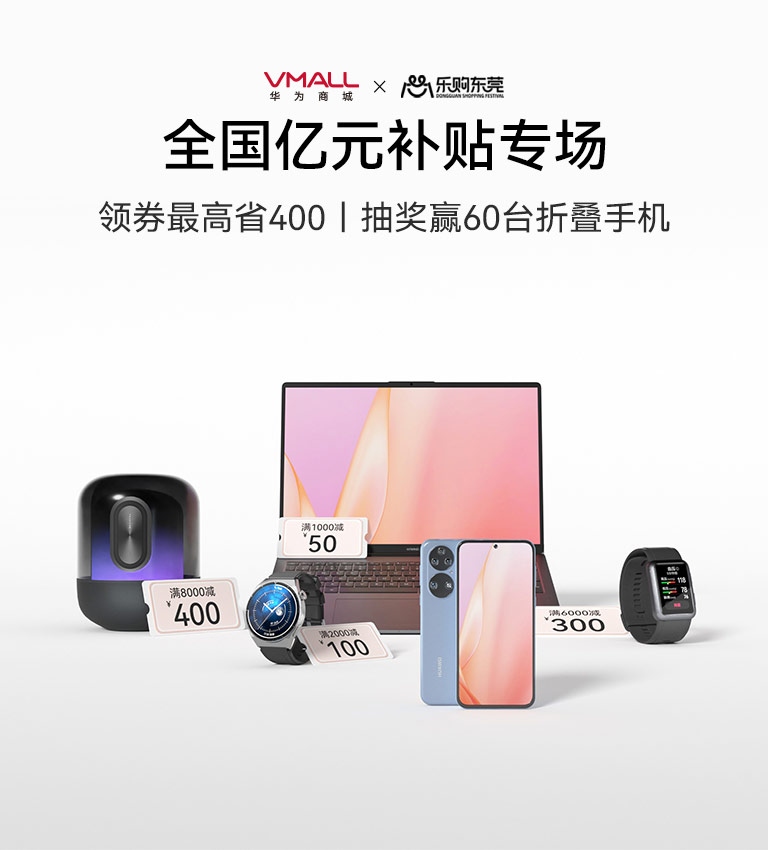 VMALL
华为商城
×
乐购东莞
DONGGUAN SHOPPING FESTIVAL
全国亿元补贴专场
领券最高省400丨抽奖赢60台折叠手机
满1000减
¥50
满8000减
¥400
满2000减
¥100
满6000减
¥300
118
78